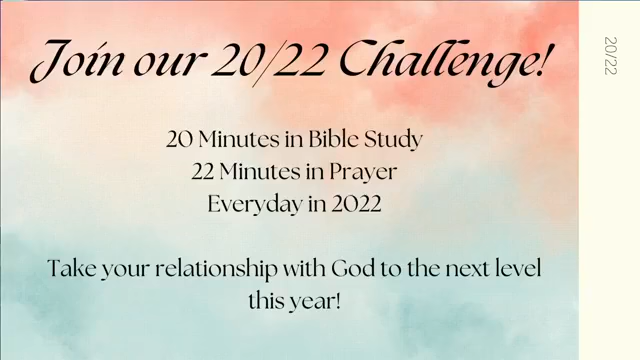 Join our 20/22 Challenge!
20 Minutes in Bible Study
22 Minutes in Prayer
Everyday in 2022
Take your relationship with God to the next level
this year!
20/22